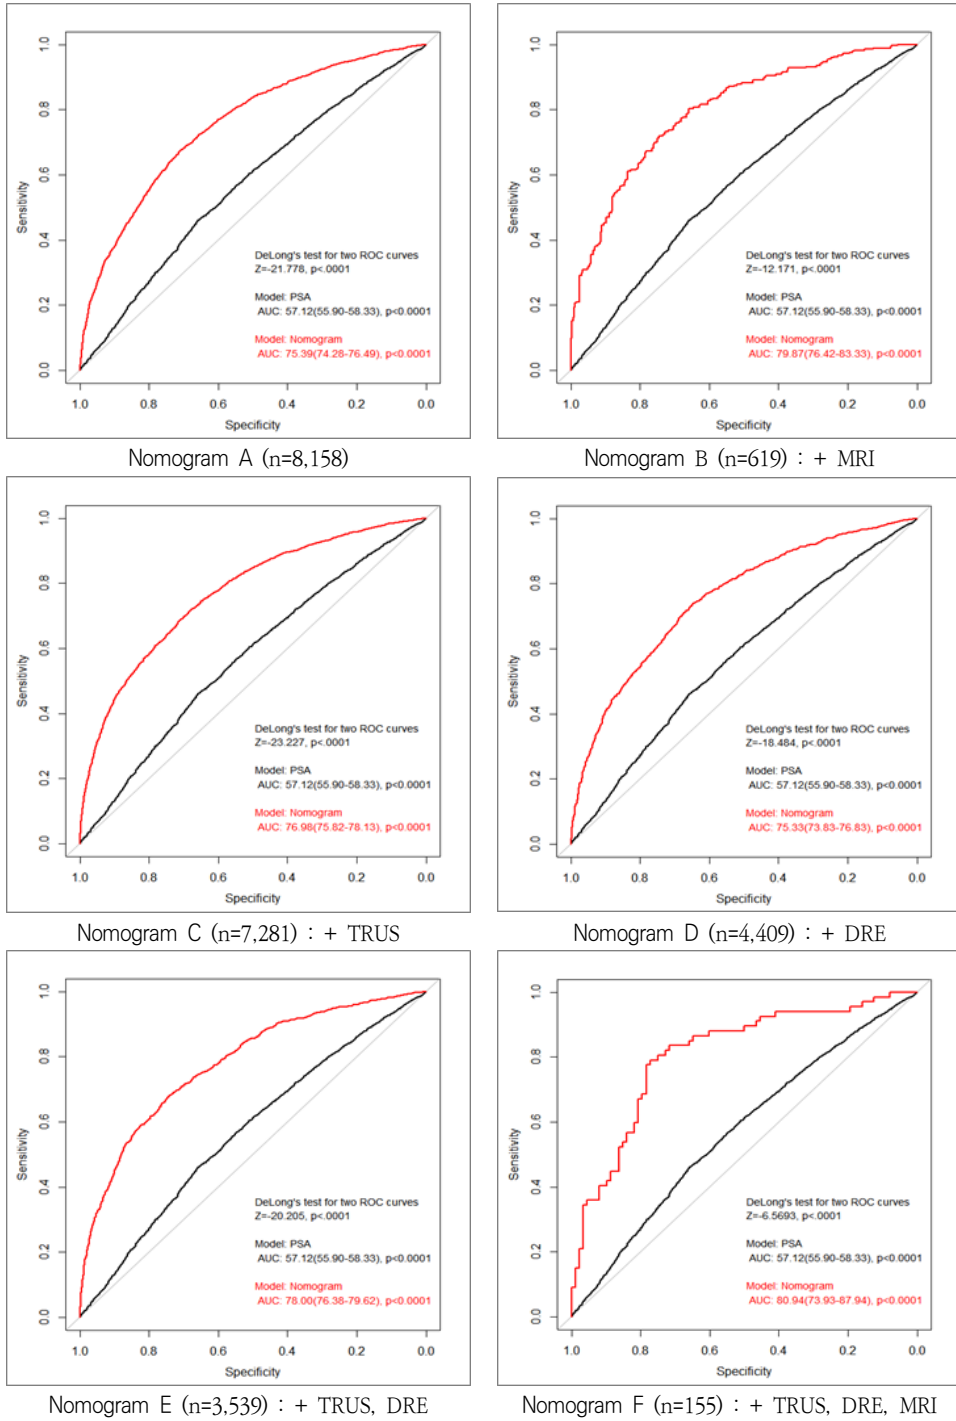 1.0
0.8
0.6
0.4
0.2
0.0
Sensitivity
DeLong's test for two ROC curves
Z=-21.778, p<.0001
Model: PSA
AUC: 57.12(55.90-58.33), p<0.0001
Model: Nomogram
AUC: 75.39(74.28-76.49), p<0.0001
1.0 0.8 0.6 0.4 0.2 0.0
Specificity
Nomogram A (n=8,158)
1.0
0.8
0.6
0.4
0.2
0.0
Sensitivity
DeLong's test for two ROC curves
Z=-12.171, p<.0001
Model: PSA
AUC: 57.12(55.90-58.33), p<0.0001
Model: Nomogram
AUC: 79.87(76.42-83.33), p<0.0001
1.0 0.8 0.6 0.4 0.2 0.0
Specificity
Nomogram B (n=619) : + MRI
1.0
0.8
0.6
0.4
0.2
0.0
Sensitivity
DeLong's test for two ROC curves
Z=-23.227, p<.0001
Model: PSA
AUC: 57.12(55.90-58.33), p<0.0001
Model: Nomogram
AUC: 76.98(75.82-78.13), p<0.0001
1.0 0.8 0.6 0.4 0.2 0.0
Specificity
Nomogram C (n=7,281) : + TRUS
1.0
0.8
0.6
0.4
0.2
0.0
Sensitivity
DeLong's test for two ROC curves
Z=-18.484, p<.0001
Model: PSA
AUC: 57.12(55.90-58.33), p<0.0001
Model: Nomogram
AUC: 75.33(73.83-76.83), p<0.0001
1.0 0.8 0.6 0.4 0.2 0.0
Specificity
Nomogram D (n=4,409) : + DRE
1.0
0.8
0.6
0.4
0.2
0.0
Sensitivity
DeLong's test for two ROC curves
Z=-20.205, p<.0001
Model: PSA
AUC: 57.12(55.90-58.33), p<0.0001
Model: Nomogram
AUC: 78.00(76.38-79.62), p<0.0001
1.0 0.8 0.6 0.4 0.2 0.0
Specificity
Nomogram E (n=3,539) : + TRUS, DRE
1.0
0.8
0.6
0.4
0.2
0.0
Sensitivity
DeLong's test for two ROC curves
Z=-6.5693, p<.0001
Model: PSA
AUC: 57.12(55.90-58.33), p<0.0001
Model: Nomogram
AUC: 80.94(73.93-87.94), p<0.0001
1.0 0.8 0.6 0.4 0.2 0.0
Specificity
Nomogram F (n=155) : + TRUS, DRE, MRI